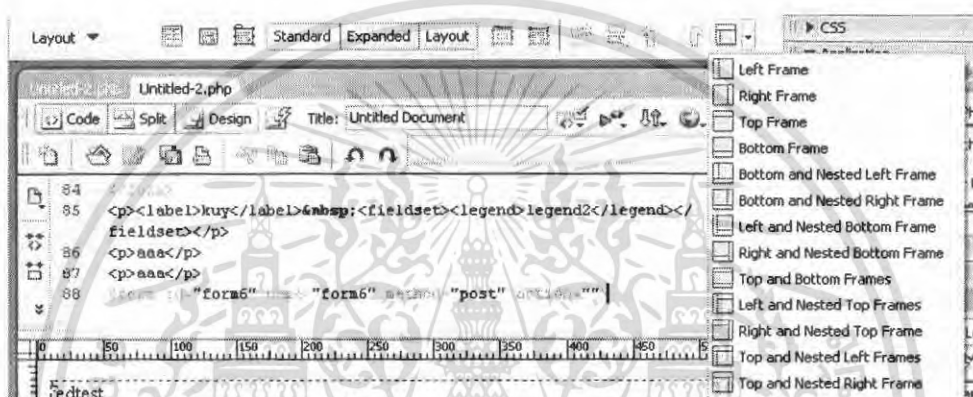 Layout
Standard Expanded Layout
CSS
Untitled-2.php
Code Split Design Title: Untitled Document
84
85 <p><label>kuy</label>&nbsp;<fieldset><legend>legend2</legend></
fieldset></p>
86 <p>aaa</p>
87 <p>aaa</p>
88 "form6" "form6" method "post" action=""
0 50 100 150 200 250 300 350 400 450
Left Frame
Right Frame
Top Frame
Bottom Frame
Bottom and Nested Left Frame
Bottom and Nested Right Frame
Left and Nested Bottom Frame
Right and Nested Bottom Frame
Top and Bottom Frames
Left and Nested Top Frames
Right and Nested Top Frame
Top and Nested Left Frames
Top and Nested Right Frame